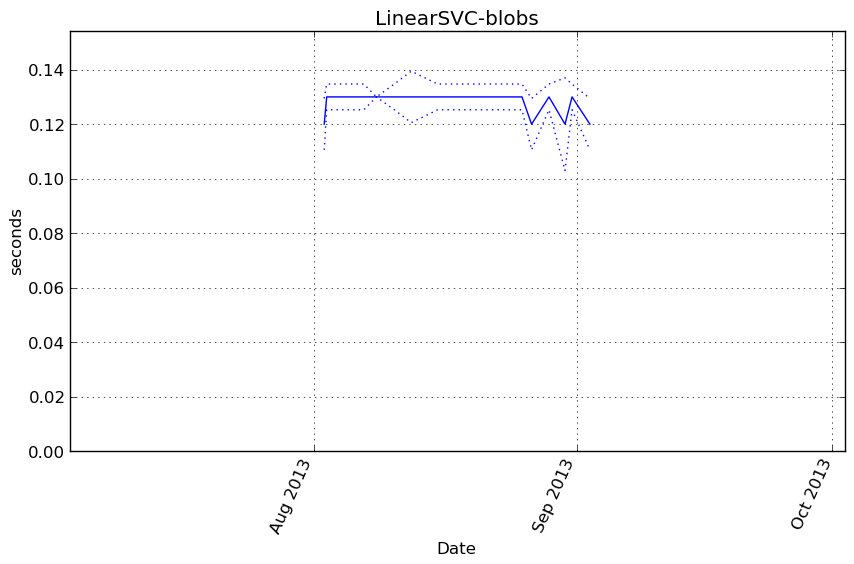 LinearSVC-blobs
0.14
0.12
0.10
0.08
0.06
0.04
0.02
0.00
seconds
Aug 2013
Sep 2013
Oct 2013
Date